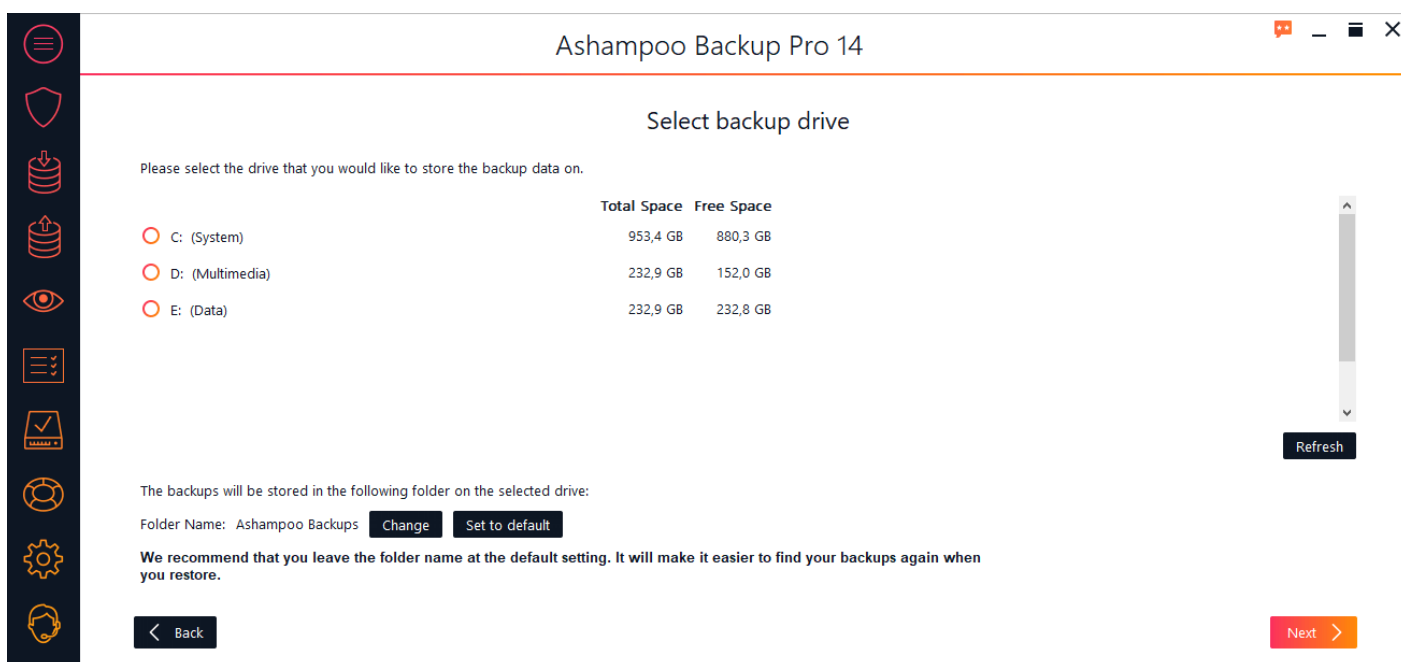 Ashampoo Backup Pro 14
Select backup drive
Please select the drive that you would like to store the backup data on.
Total Space Free Space
C: (System) 953,4 GB 880,3 GB
D: (Multimedia) 232,9 GB 152,0 GB
E: (Data) 232,9 GB 232,8 GB
Refresh
The backups will be stored in the following folder on the selected drive:
Folder Name: Ashampoo Backups Change Set to default
We recommend that you leave the folder name at the default setting. It will make it easier to find your backups again when
you restore.
Back Next